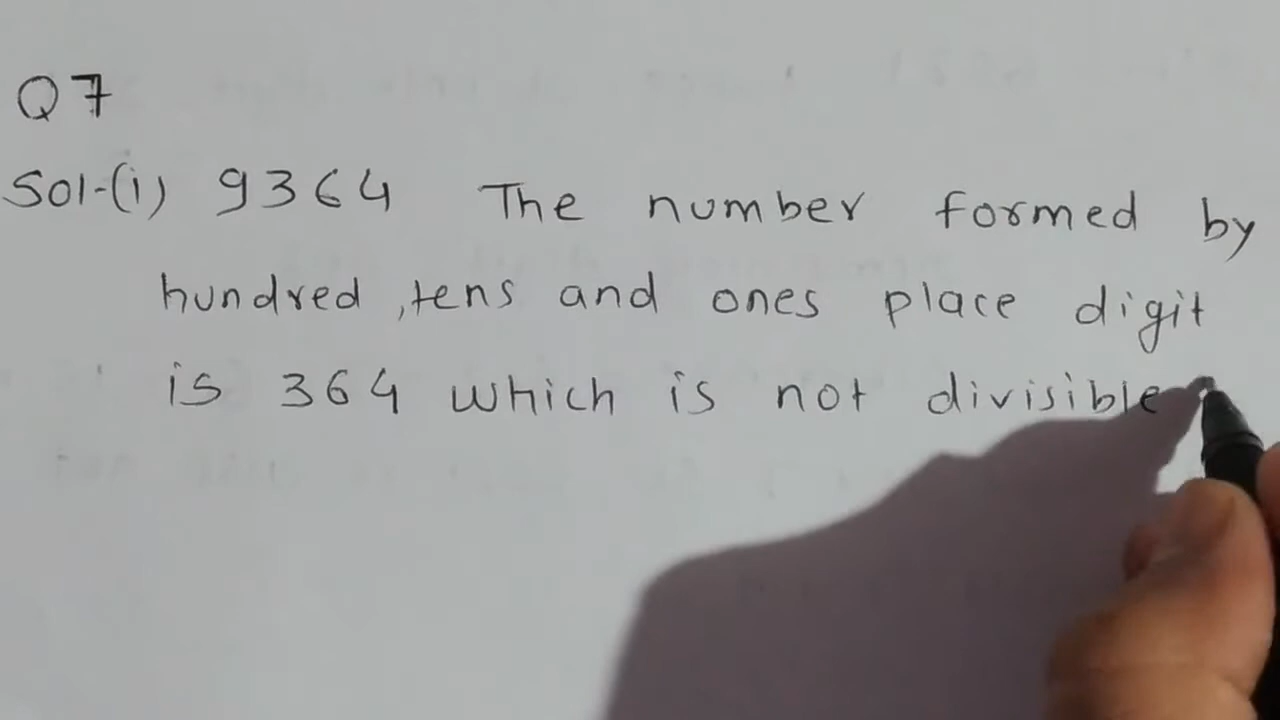 Q7
Sol-(i) 9364 The number formed by
hundred, tens and ones place digit
is 364 which is not divisible